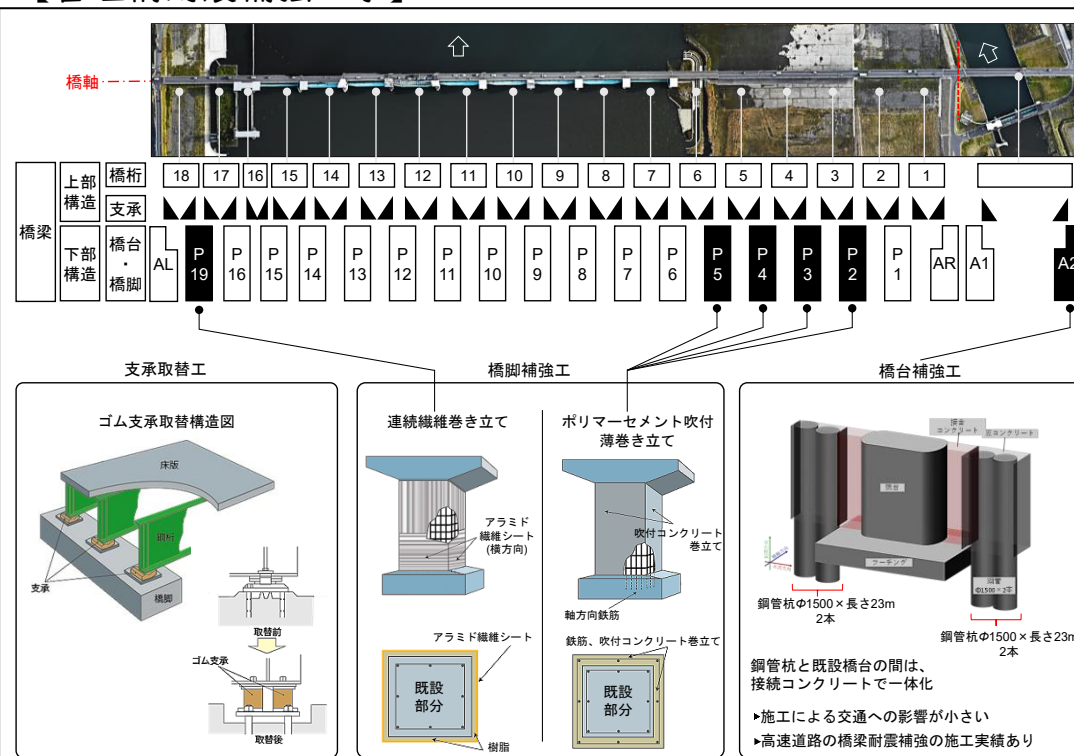 橋軸
橋梁
上部
構造
橋桁
18 17 16 15 14 13 12 11 10 9 8 7 6 5 4 3 2 1
支承
下部
構造
橋台
・
橋脚
AL P19 P16 P15 P14 P13 P12 P11 P10 P9 P8 P7 P6 P5 P4 P3 P2 P1 AR A1 A2
支承取替工
ゴム支承取替構造図
床版
鋼桁
支承
橋脚
取替前
ゴム支承
取替後
橋脚補強工
連続繊維巻き立て
アラミド
繊維シート
(横方向)
アラミド繊維シート
既設
部分
樹脂
ポリマーセメント吹付
薄巻き立て
吹付コンクリート
巻立て
軸方向鉄筋
鉄筋、吹付コンクリート巻立て
既設
部分
橋台補強工
コンクリート
フーチング
鋼管
Φ1500×2本
鋼管杭Φ1500×長さ23m
2本
鋼管杭Φ1500×長さ23m
2本
鋼管杭と既設橋台の間は、
接続コンクリートで一体化
▶施工による交通への影響が小さい
▶高速道路の橋梁耐震補強の施工実績あり